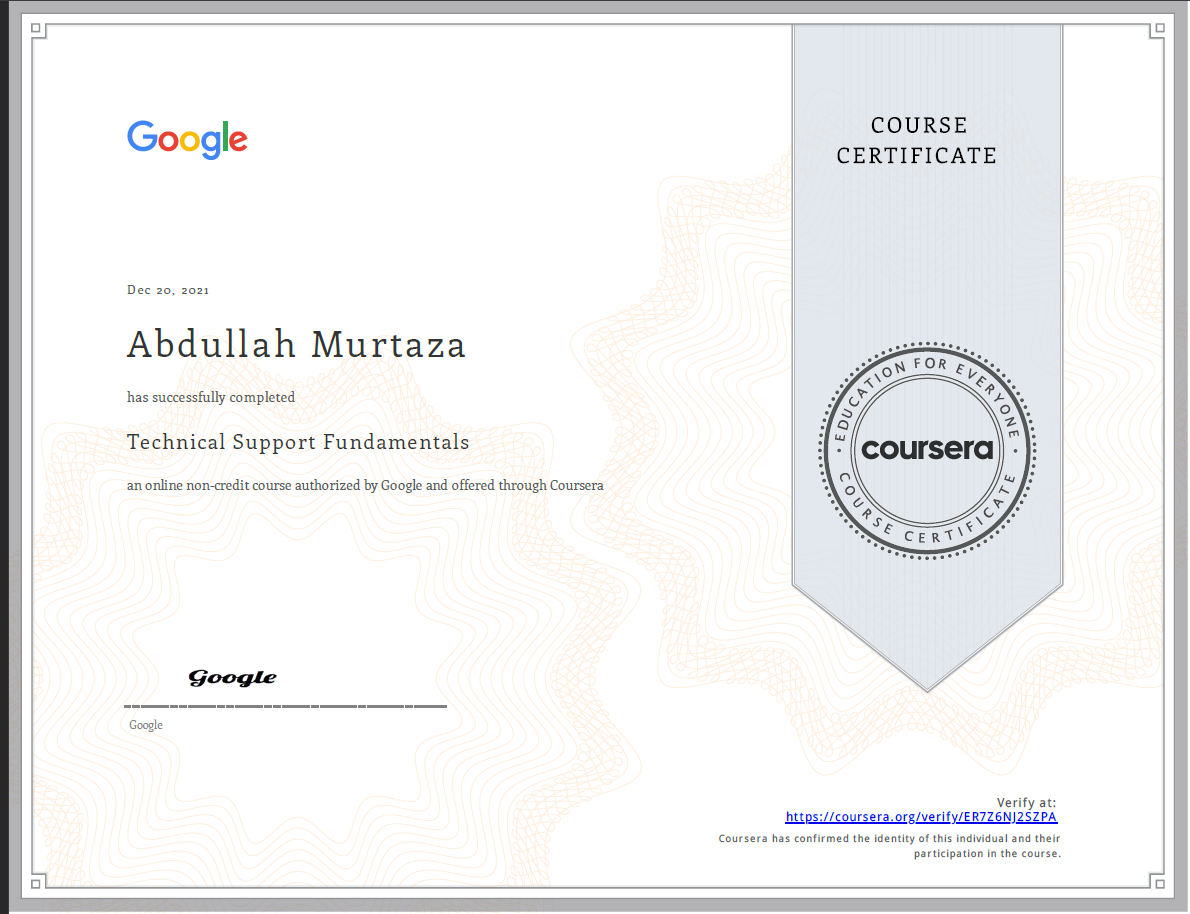 Google
COURSE
CERTIFICATE
Dec 20, 2021
Abdullah Murtaza
has successfully completed
Technical Support Fundamentals
an online non-credit course authorized by Google and offered through Coursera
EDUCATION FOR EVERYONE
coursera
COURSE CERTIFICATE
Google
Google
Verify at:
https://coursera.org/verify/ER7Z6NJ2SZPA
Coursera has confirmed the identity of this individual and their
participation in the course.